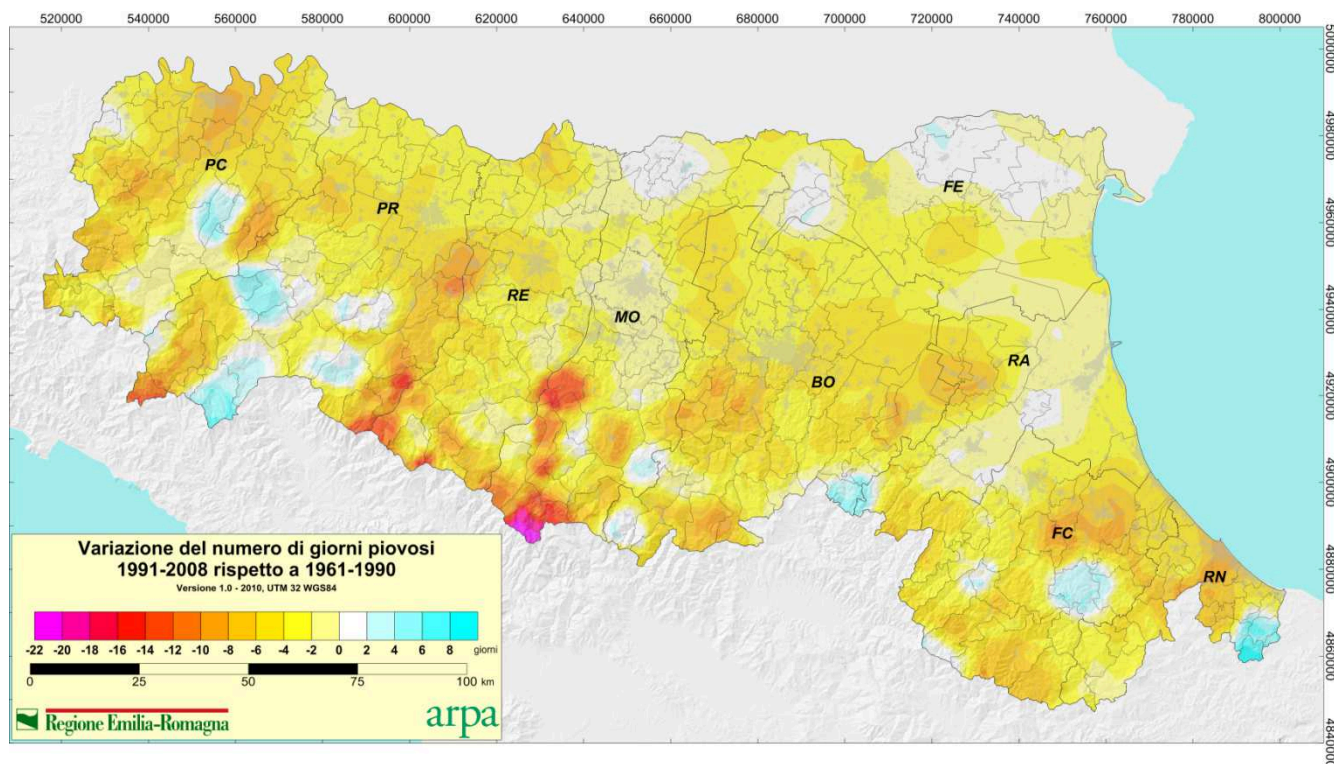 520000 540000 560000 580000 600000 620000 640000 660000 680000 700000 720000 740000 760000 780000 800000
5000000
4980000
4960000
4940000
4920000
4900000
4880000
4860000
4840000
PC
FE
PR
RE
MO
RA
BO
FC
RN
Variazione del numero di giorni piovosi
1991-2008 rispetto a 1961-1990
Versione 1.0 - 2010, UTM 32 WGS84
-22 -20 -18 -16 -14 -12 -10 -8 -6 -4 -2 0 2 4 6 8 giorni
0 25 50 75 100 km
Regione Emilia-Romagna arpa